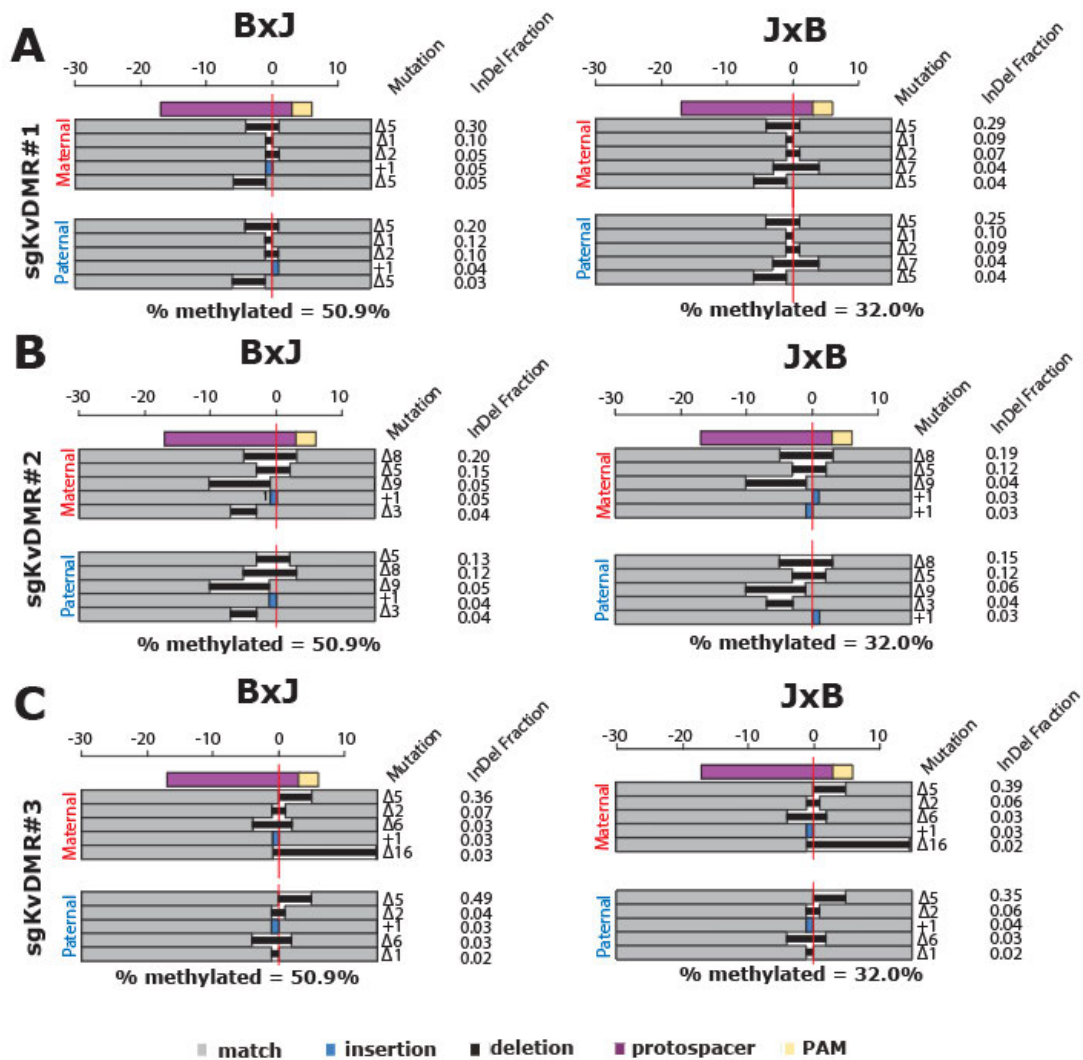 A
BxJ
-30 -20 -10 0 10
Mutation
InDel Fraction
sgKvDMR#1
Maternal
Δ5 0.30
Δ1 0.10
Δ2 0.05
+1 0.05
Δ5 0.05
Paternal
Δ5 0.20
Δ1 0.12
Δ2 0.10
+1 0.04
Δ5 0.03
% methylated = 50.9%
JxB
-30 -20 -10 0 10
Mutation
InDel Fraction
Maternal
Δ5 0.29
Δ1 0.09
Δ2 0.07
Δ7 0.04
Δ5 0.04
Paternal
Δ5 0.25
Δ1 0.10
Δ2 0.09
Δ7 0.04
Δ5 0.04
% methylated = 32.0%
B
BxJ
-30 -20 -10 0 10
Mutation
InDel Fraction
sgKvDMR#2
Maternal
Δ8 0.20
Δ5 0.15
Δ9 0.05
1 +1 0.05
Δ3 0.04
Paternal
Δ5 0.13
Δ8 0.12
Δ9 0.05
+1 0.04
Δ3 0.04
% methylated = 50.9%
JxB
-30 -20 -10 0 10
Mutation
InDel Fraction
Maternal
Δ8 0.19
Δ5 0.12
Δ9 0.04
+1 0.03
+1 0.03
Paternal
Δ8 0.15
Δ5 0.12
Δ9 0.06
Δ3 0.04
+1 0.03
% methylated = 32.0%
C
BxJ
-30 -20 -10 0 10
Mutation
InDel Fraction
sgKvDMR#3
Maternal
Δ5 0.36
Δ2 0.07
Δ6 0.03
+1 0.03
Δ16 0.03
Paternal
Δ5 0.49
Δ2 0.04
+1 0.03
Δ6 0.03
Δ1 0.02
% methylated = 50.9%
JxB
-30 -20 -10 0 10
Mutation
InDel Fraction
Maternal
Δ5 0.39
Δ2 0.06
Δ6 0.03
+1 0.03
Δ16 0.02
Paternal
Δ5 0.35
Δ2 0.06
+1 0.04
Δ6 0.03
Δ1 0.02
% methylated = 32.0%
match insertion deletion protospacer PAM